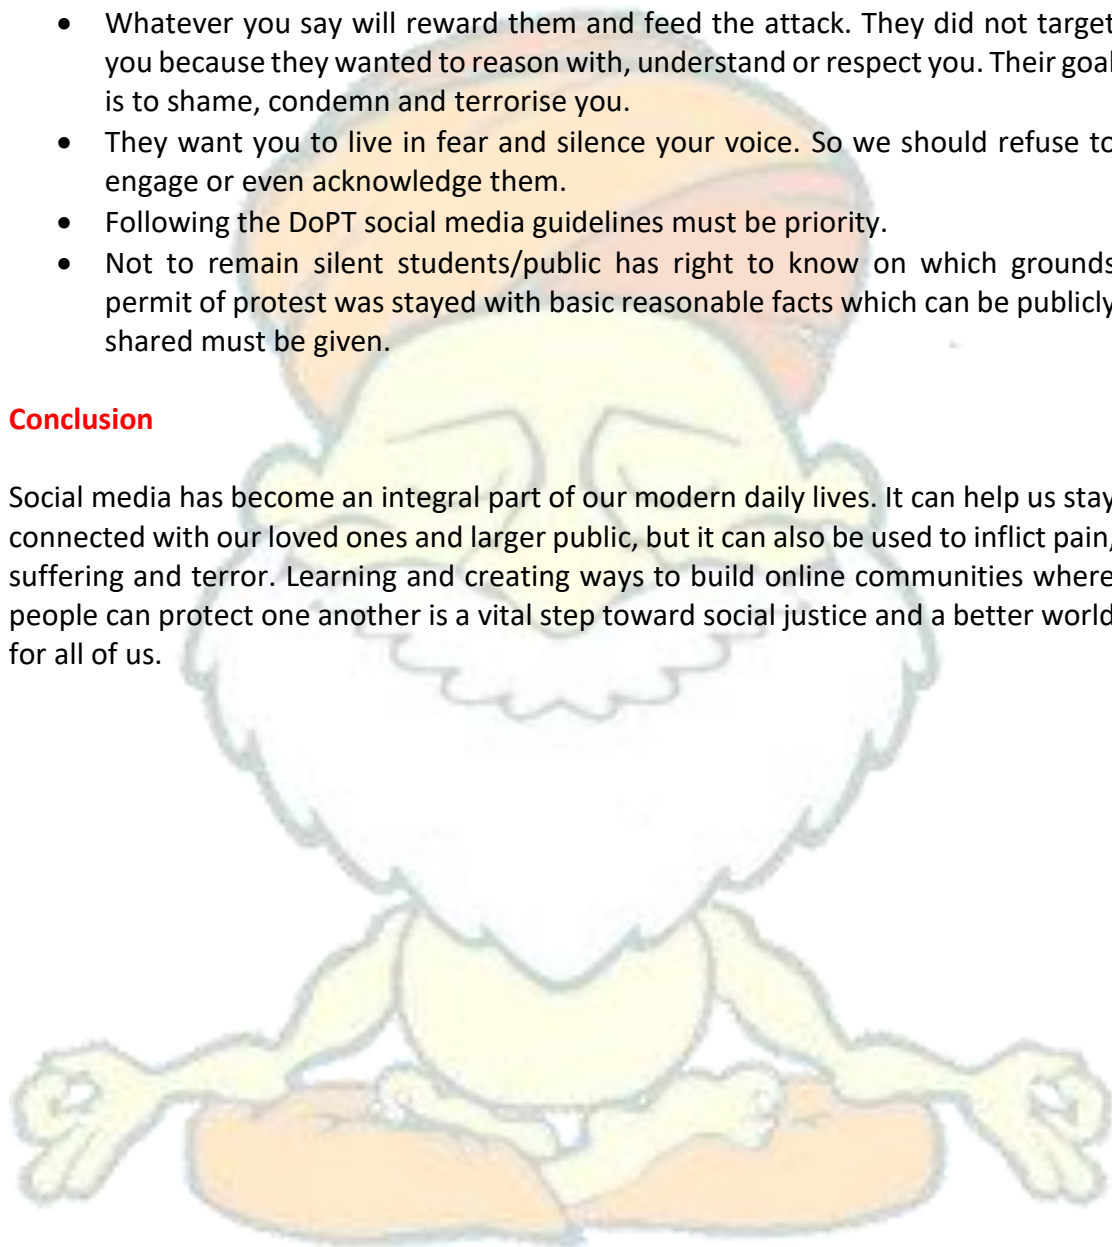 • Whatever you say will reward them and feed the attack. They did not target
you because they wanted to reason with, understand or respect you. Their goal
is to shame, condemn and terrorise you.
• They want you to live in fear and silence your voice. So we should refuse to
engage or even acknowledge them.
• Following the DoPT social media guidelines must be priority.
• Not to remain silent students/public has right to know on which grounds
permit of protest was stayed with basic reasonable facts which can be publicly
shared must be given.
Conclusion
Social media has become an integral part of our modern daily lives. It can help us stay
connected with our loved ones and larger public, but it can also be used to inflict pain,
suffering and terror. Learning and creating ways to build online communities where
people can protect one another is a vital step toward social justice and a better world
for all of us.